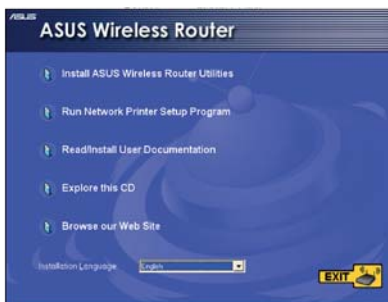 ASUS
ASUS Wireless Router
Install ASUS Wireless Router Utilities
Run Network Printer Setup Program
Read/Install User Documentation
Explore this CD
Browse our Web Site
Installation Language English
EXIT